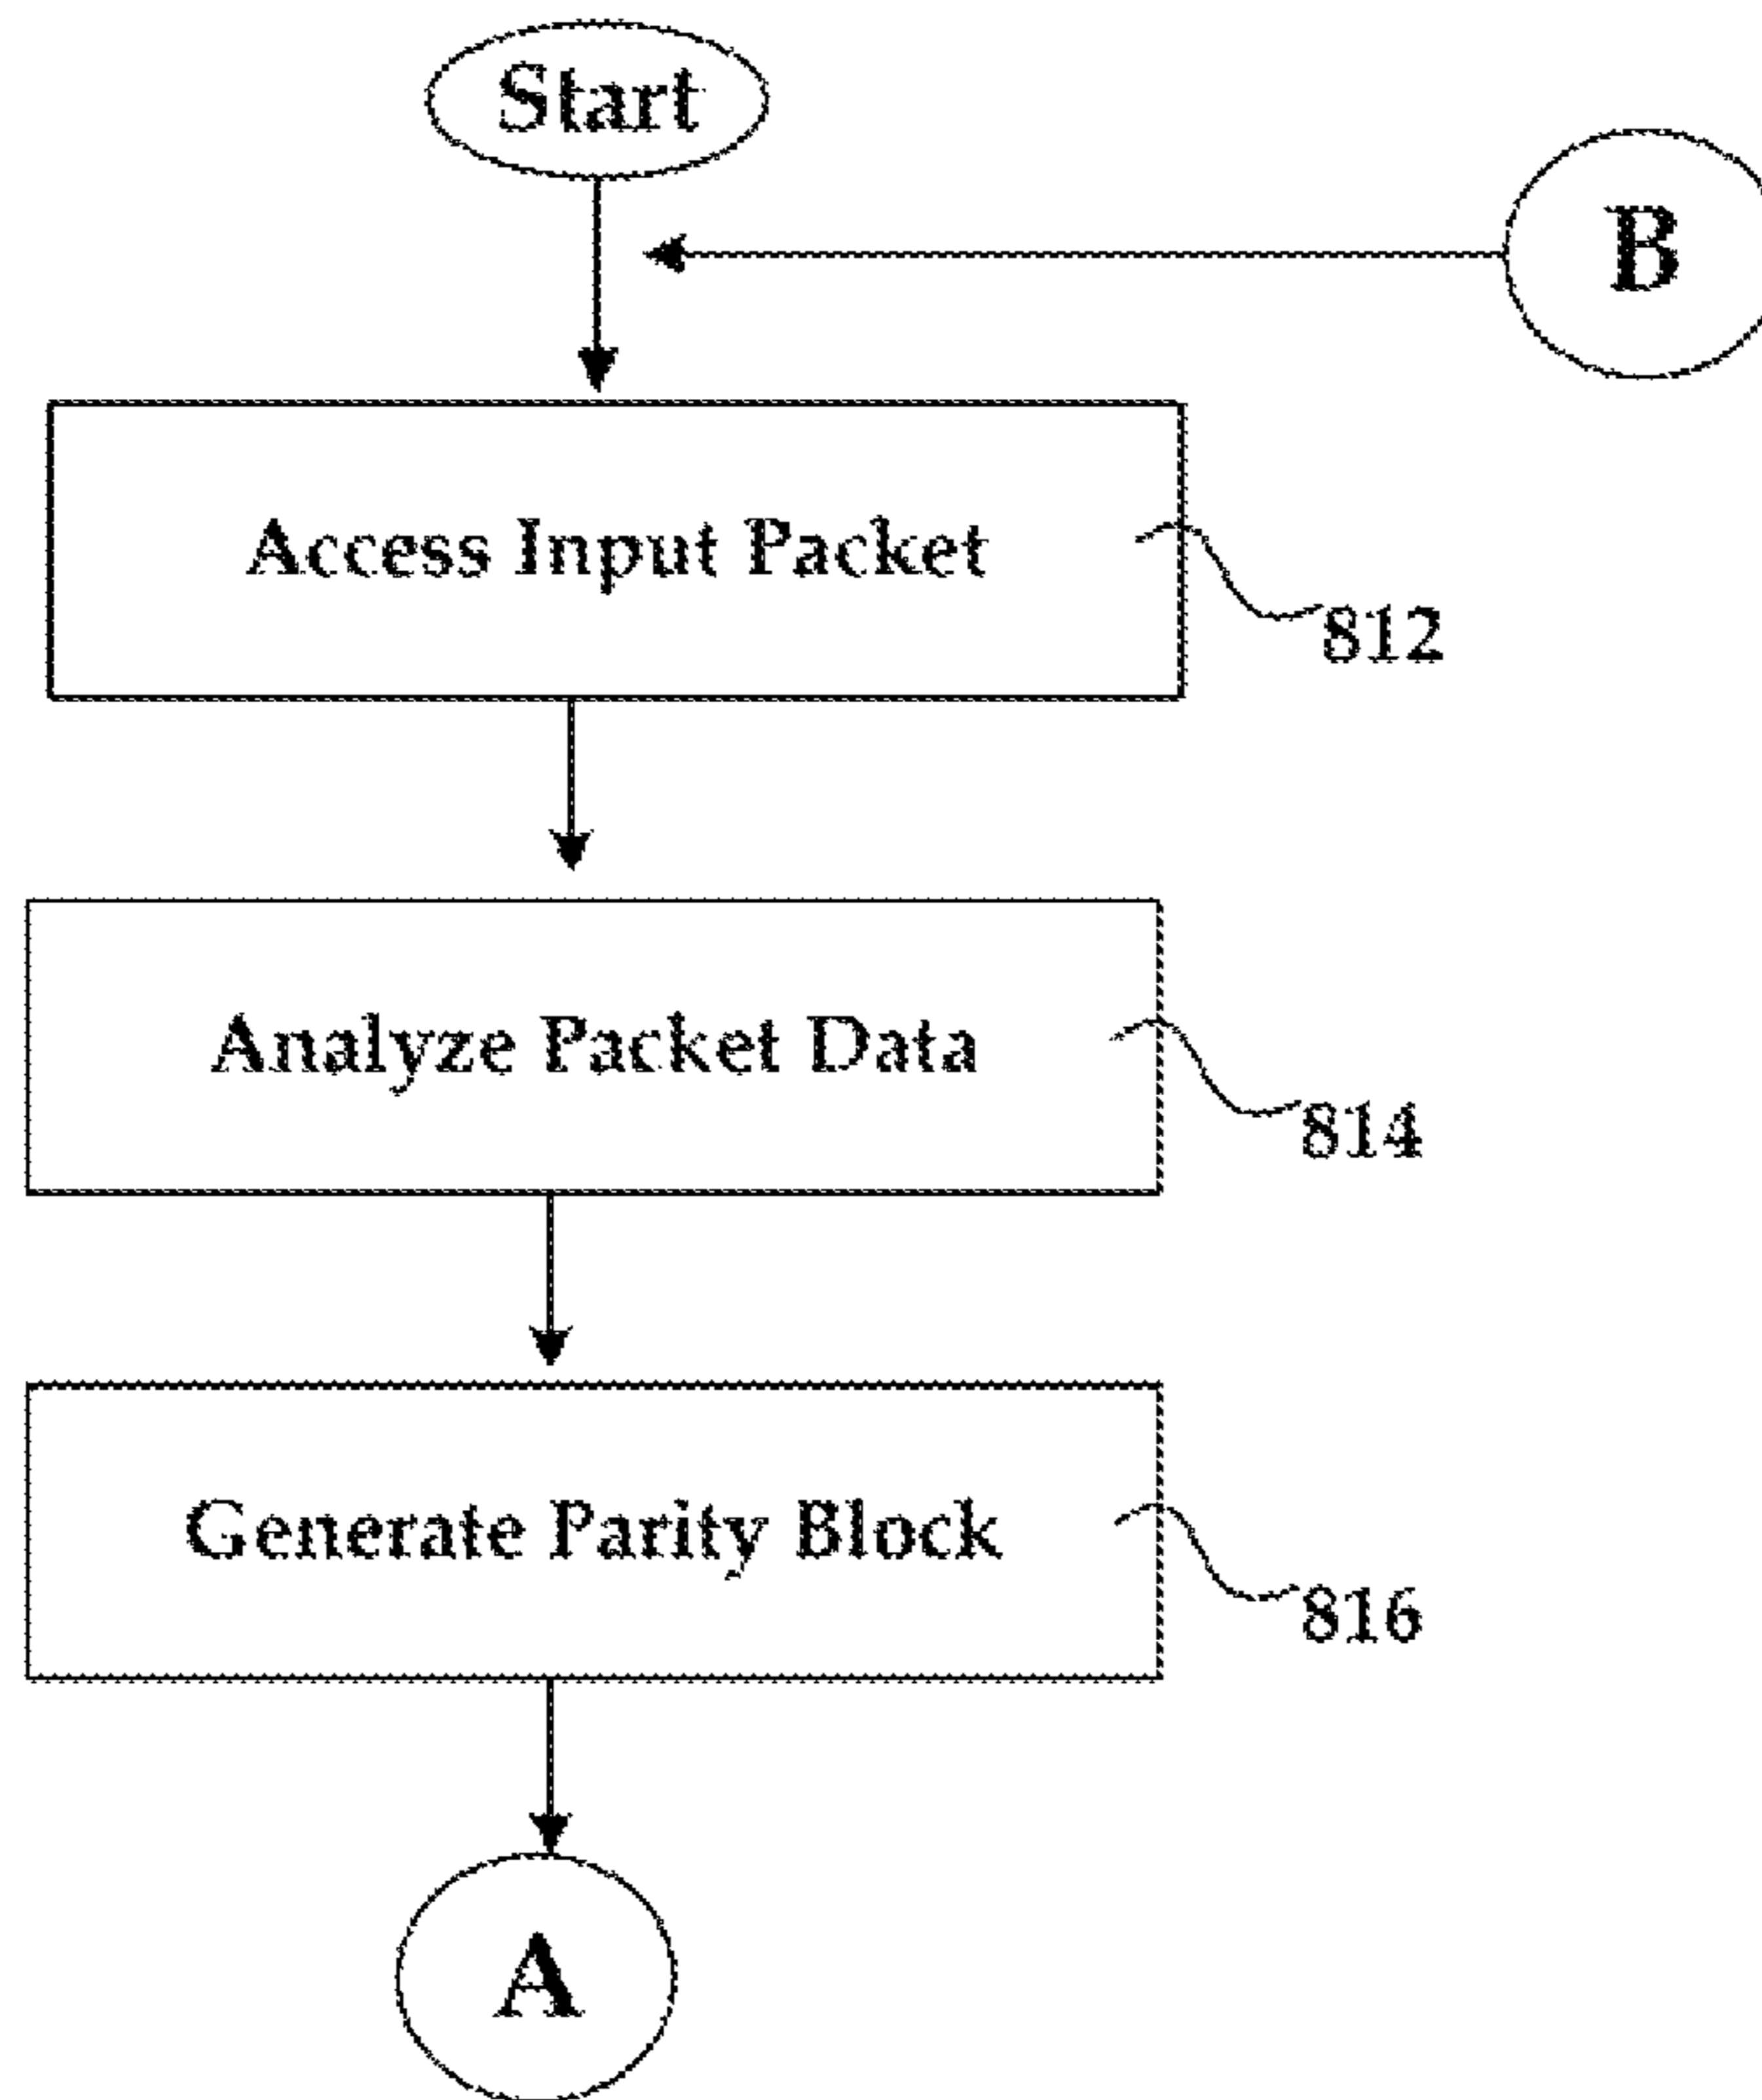 Start
B
Access Input Packet
812
Analyze Packet Data
814
Generate Parity Block
816
A